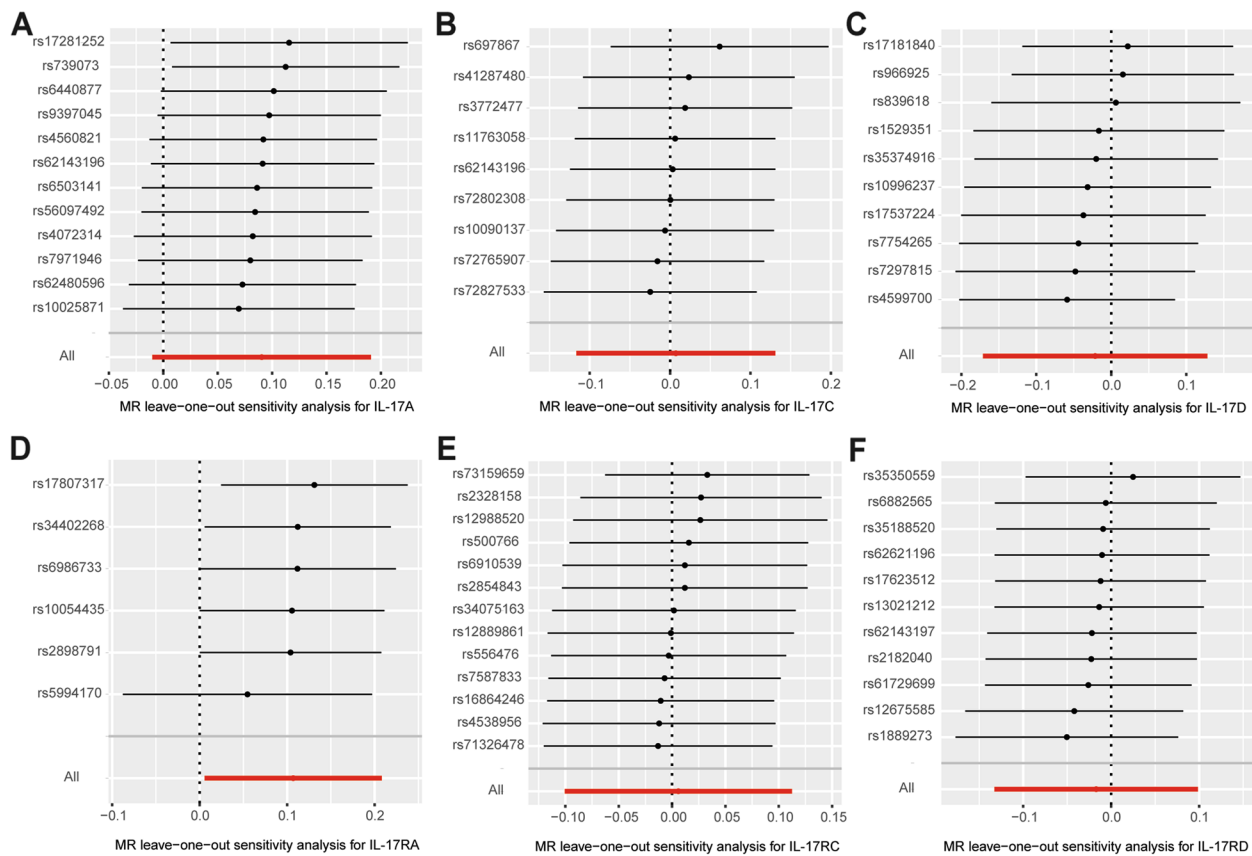 A
rs17281252
rs739073
rs6440877
rs9397045
rs4560821
rs62143196
rs6503141
rs56097492
rs4072314
rs7971946
rs62480596
rs10025871
All
−0.05 0.00 0.05 0.10 0.15 0.20
MR leave−one−out sensitivity analysis for IL-17A
B
rs697867
rs41287480
rs3772477
rs11763058
rs62143196
rs72802308
rs10090137
rs72765907
rs72827533
All
−0.1 0.0 0.1 0.2
MR leave−one−out sensitivity analysis for IL-17C
C
rs17181840
rs966925
rs839618
rs1529351
rs35374916
rs10996237
rs17537224
rs7754265
rs7297815
rs4599700
All
−0.2 −0.1 0.0 0.1
MR leave−one−out sensitivity analysis for IL-17D
D
rs17807317
rs34402268
rs6986733
rs10054435
rs2898791
rs5994170
All
−0.1 0.0 0.1 0.2
MR leave−one−out sensitivity analysis for IL-17RA
E
rs73159659
rs2328158
rs12988520
rs500766
rs6910539
rs2854843
rs34075163
rs12889861
rs556476
rs7587833
rs16864246
rs4538956
rs71326478
All
−0.10 −0.05 0.00 0.05 0.10 0.15
MR leave−one−out sensitivity analysis for IL-17RC
F
rs35350559
rs6882565
rs35188520
rs62621196
rs17623512
rs13021212
rs62143197
rs2182040
rs61729699
rs12675585
rs1889273
All
−0.1 0.0 0.1
MR leave−one−out sensitivity analysis for IL-17RD